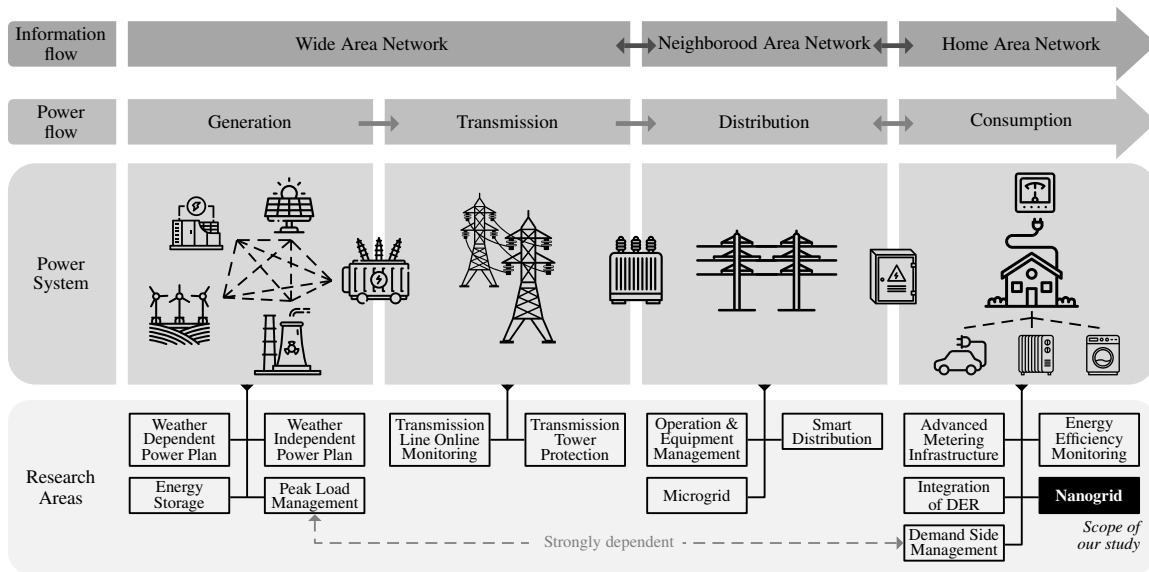 Information
flow
Wide Area Network
Neighborood Area Network
Home Area Network
Power
flow
Generation
Transmission
Distribution
Consumption
Power
System
Research
Areas
Weather
Dependent
Power Plan
Weather
Independent
Power Plan
Energy
Storage
Peak Load
Management
Transmission
Line Online
Monitoring
Transmission
Tower
Protection
Operation &
Equipment
Management
Smart
Distribution
Microgrid
Advanced
Metering
Infrastructure
Energy
Efficiency
Monitoring
Integration
of DER
Nanogrid
Scope of
our study
Demand Side
Management
Strongly dependent